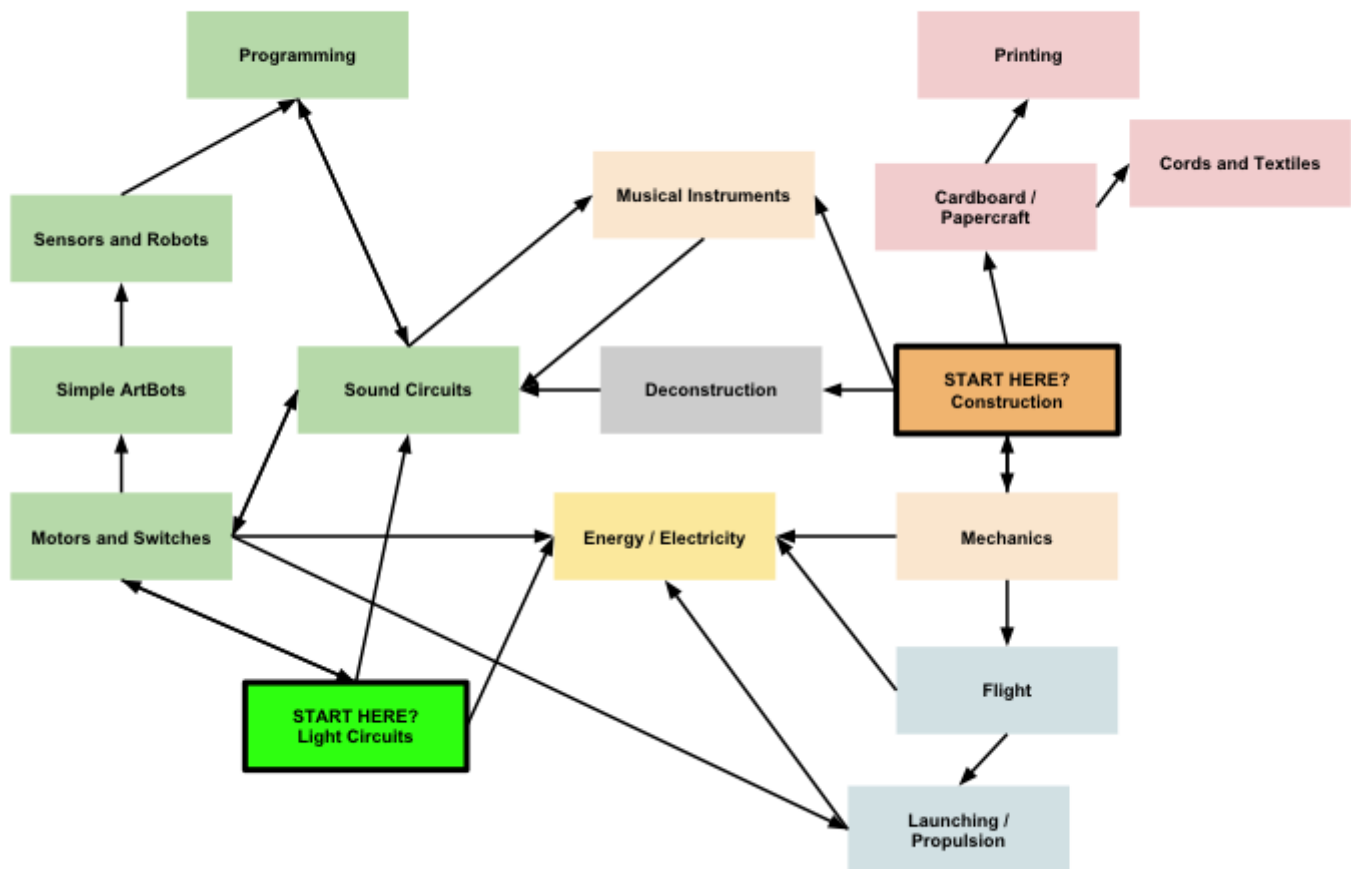 Programming
Printing
Cords and Textiles
Musical Instruments
Cardboard /
Papercraft
Sensors and Robots
Simple ArtBots
Sound Circuits
Deconstruction
START HERE?
Construction
Motors and Switches
Energy / Electricity
Mechanics
Flight
START HERE?
Light Circuits
Launching /
Propulsion